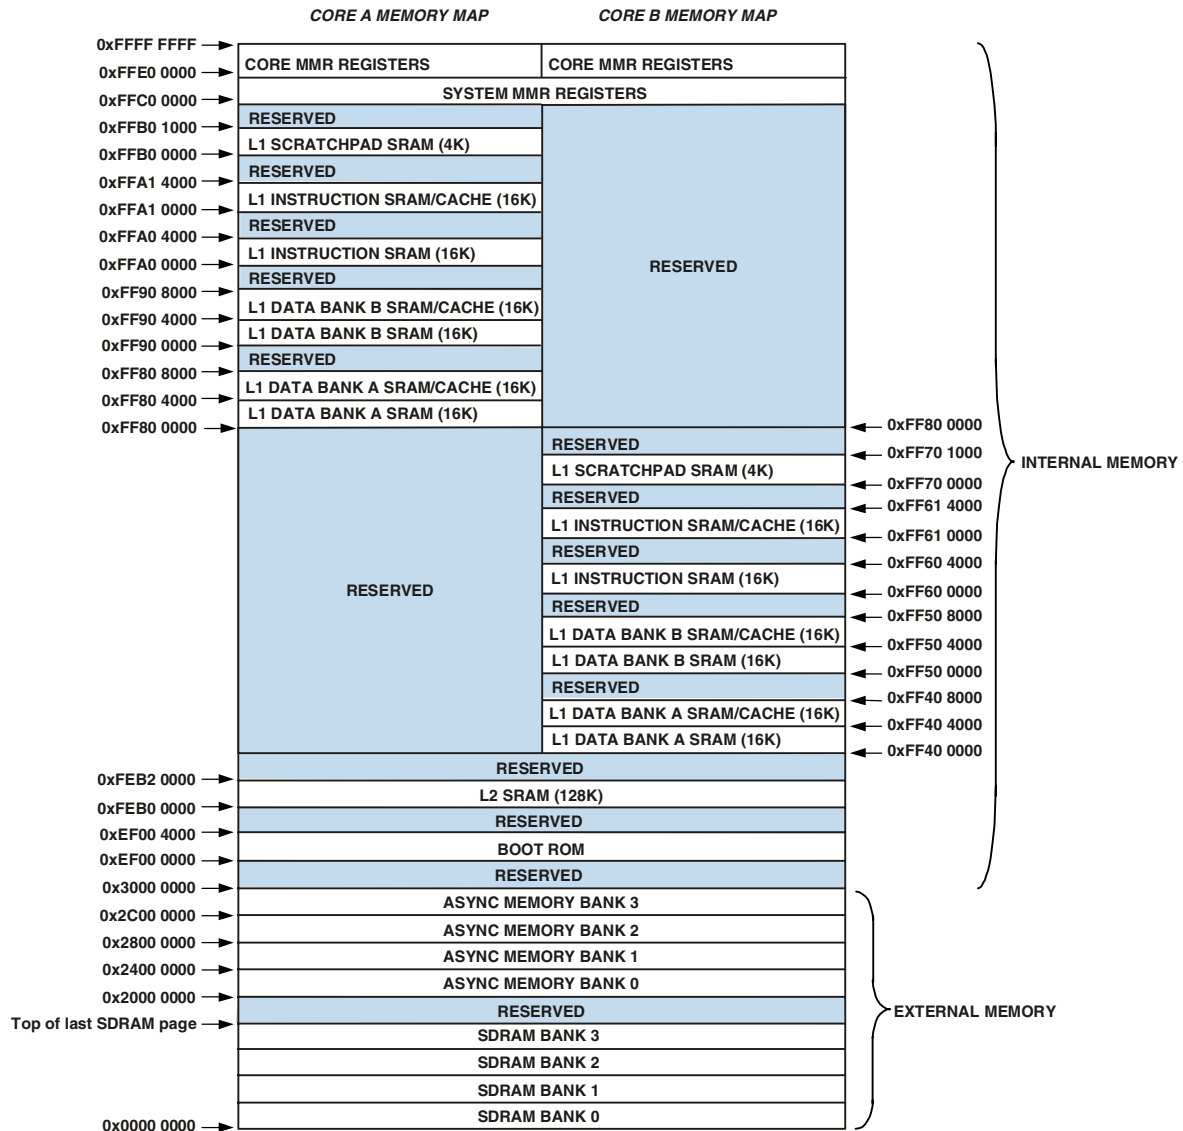 CORE A MEMORY MAP
CORE B MEMORY MAP
0xFFFF FFFF
CORE MMR REGISTERS
CORE MMR REGISTERS
0xFFE0 0000
SYSTEM MMR REGISTERS
0xFFC0 0000
RESERVED
0xFFB0 1000
L1 SCRATCHPAD SRAM (4K)
0xFFB0 0000
RESERVED
0xFFA1 4000
L1 INSTRUCTION SRAM/CACHE (16K)
0xFFA1 0000
RESERVED
0xFFA0 4000
L1 INSTRUCTION SRAM (16K)
0xFFA0 0000
RESERVED
RESERVED
0xFF90 8000
L1 DATA BANK B SRAM/CACHE (16K)
0xFF90 4000
L1 DATA BANK B SRAM (16K)
0xFF90 0000
RESERVED
0xFF80 8000
L1 DATA BANK A SRAM/CACHE (16K)
0xFF80 4000
L1 DATA BANK A SRAM (16K)
0xFF80 0000
0xFF80 0000
RESERVED
0xFF70 1000
L1 SCRATCHPAD SRAM (4K)
INTERNAL MEMORY
0xFF70 0000
RESERVED
0xFF61 4000
L1 INSTRUCTION SRAM/CACHE (16K)
0xFF61 0000
RESERVED
0xFF60 4000
L1 INSTRUCTION SRAM (16K)
RESERVED
0xFF60 0000
RESERVED
0xFF50 8000
L1 DATA BANK B SRAM/CACHE (16K)
0xFF50 4000
L1 DATA BANK B SRAM (16K)
0xFF50 0000
RESERVED
0xFF40 8000
L1 DATA BANK A SRAM/CACHE (16K)
0xFF40 4000
L1 DATA BANK A SRAM (16K)
0xFF40 0000
RESERVED
0xFEB2 0000
L2 SRAM (128K)
0xFEB0 0000
RESERVED
0xEF00 4000
BOOT ROM
0xEF00 0000
RESERVED
0x3000 0000
ASYNC MEMORY BANK 3
0x2C00 0000
ASYNC MEMORY BANK 2
0x2800 0000
ASYNC MEMORY BANK 1
0x2400 0000
ASYNC MEMORY BANK 0
0x2000 0000
RESERVED
EXTERNAL MEMORY
Top of last SDRAM page
SDRAM BANK 3
SDRAM BANK 2
SDRAM BANK 1
SDRAM BANK 0
0x0000 0000